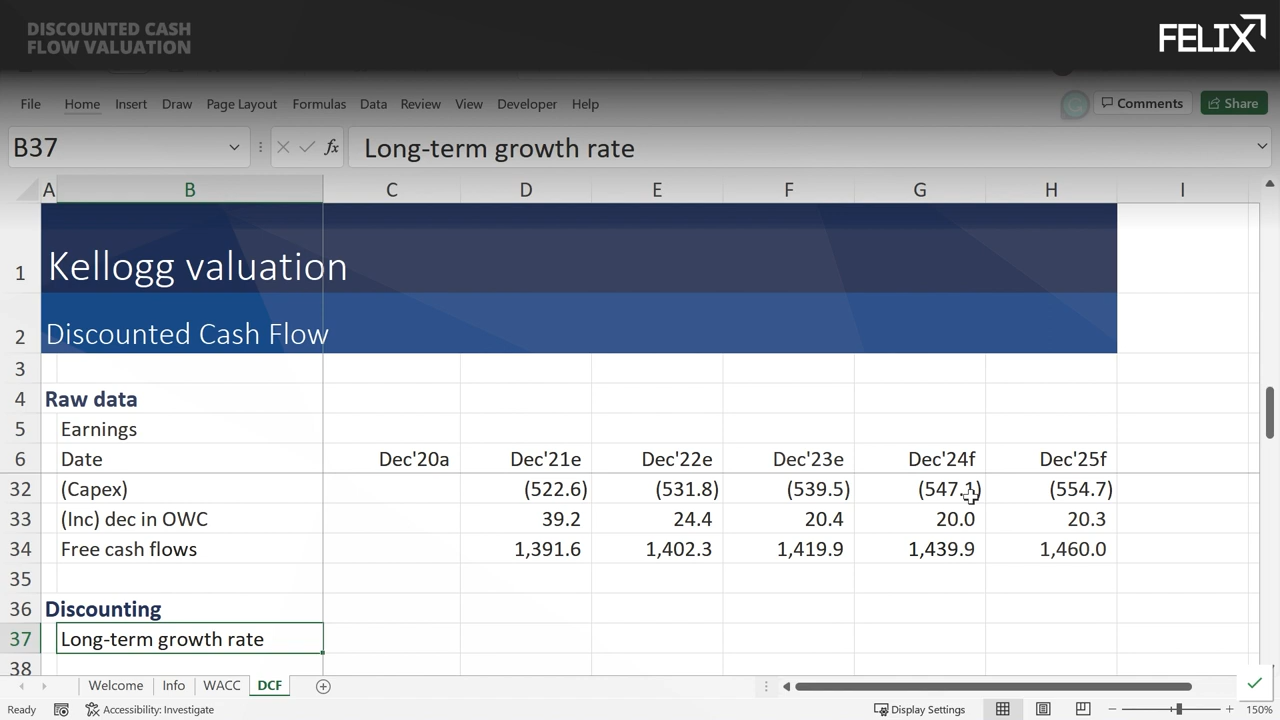 DISCOUNTED CASH
FLOW VALUATION
FELIX
File Home Insert Draw Page Layout Formulas Data Review View Developer Help Comments Share
B37 fx Long-term growth rate
A B C D E F G H I
1 Kellogg valuation
2 Discounted Cash Flow
3
4 Raw data
5 Earnings
6 Date Dec'20a Dec'21e Dec'22e Dec'23e Dec'24f Dec'25f
32 (Capex) (522.6) (531.8) (539.5) (547.1) (554.7)
33 (Inc) dec in OWC 39.2 24.4 20.4 20.0 20.3
34 Free cash flows 1,391.6 1,402.3 1,419.9 1,439.9 1,460.0
35
36 Discounting
37 Long-term growth rate
38
Welcome Info WACC DCF
Ready Accessibility: Investigate Display Settings 150%